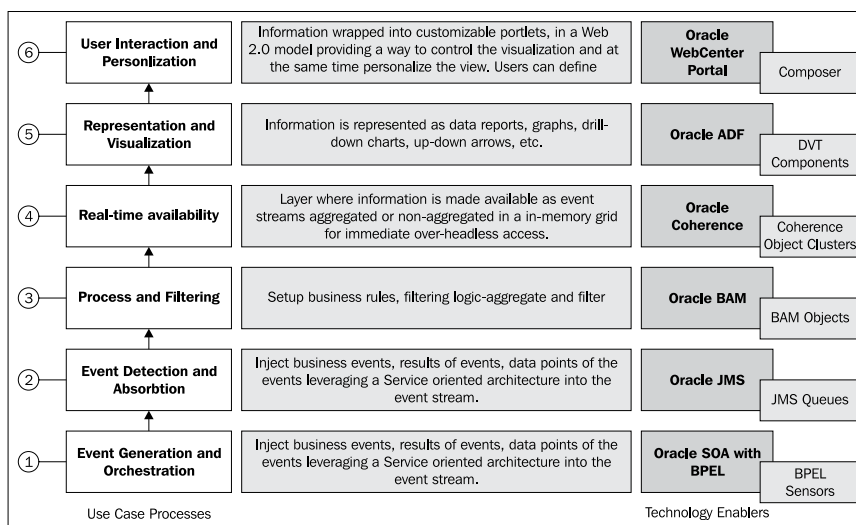 6
User Interaction and
Personlization
Information wrapped into customizable portlets, in a Web
2.0 model providing a way to control the visualization and at
the same time personalize the view. Users can define
Oracle
WebCenter
Portal
Composer
5
Representation and
Visualization
Information is represented as data reports, graphs, drill-
down charts, up-down arrows, etc.
Oracle ADF
DVT
Components
4
Real-time availability
Layer where information is made available as event
streams aggregated or non-aggregated in a in-memory grid
for immediate over-headless access.
Oracle
Coherence
Coherence
Object Clusters
3
Process and Filtering
Setup business rules, filtering logic-aggregate and filter
Oracle BAM
BAM Objects
2
Event Detection and
Absorbtion
Inject business events, results of events, data points of the
events leveraging a Service oriented architecture into the
event stream.
Oracle JMS
JMS Queues
1
Event Generation and
Orchestration
Inject business events, results of events, data points of the
events leveraging a Service oriented architecture into the
event stream.
Oracle SOA with
BPEL
BPEL
Sensors
Use Case Processes
Technology Enablers